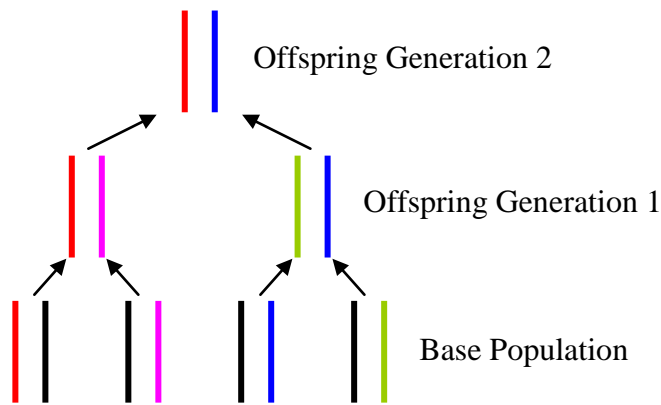 Offspring Generation 2
Offspring Generation 1
Base Population